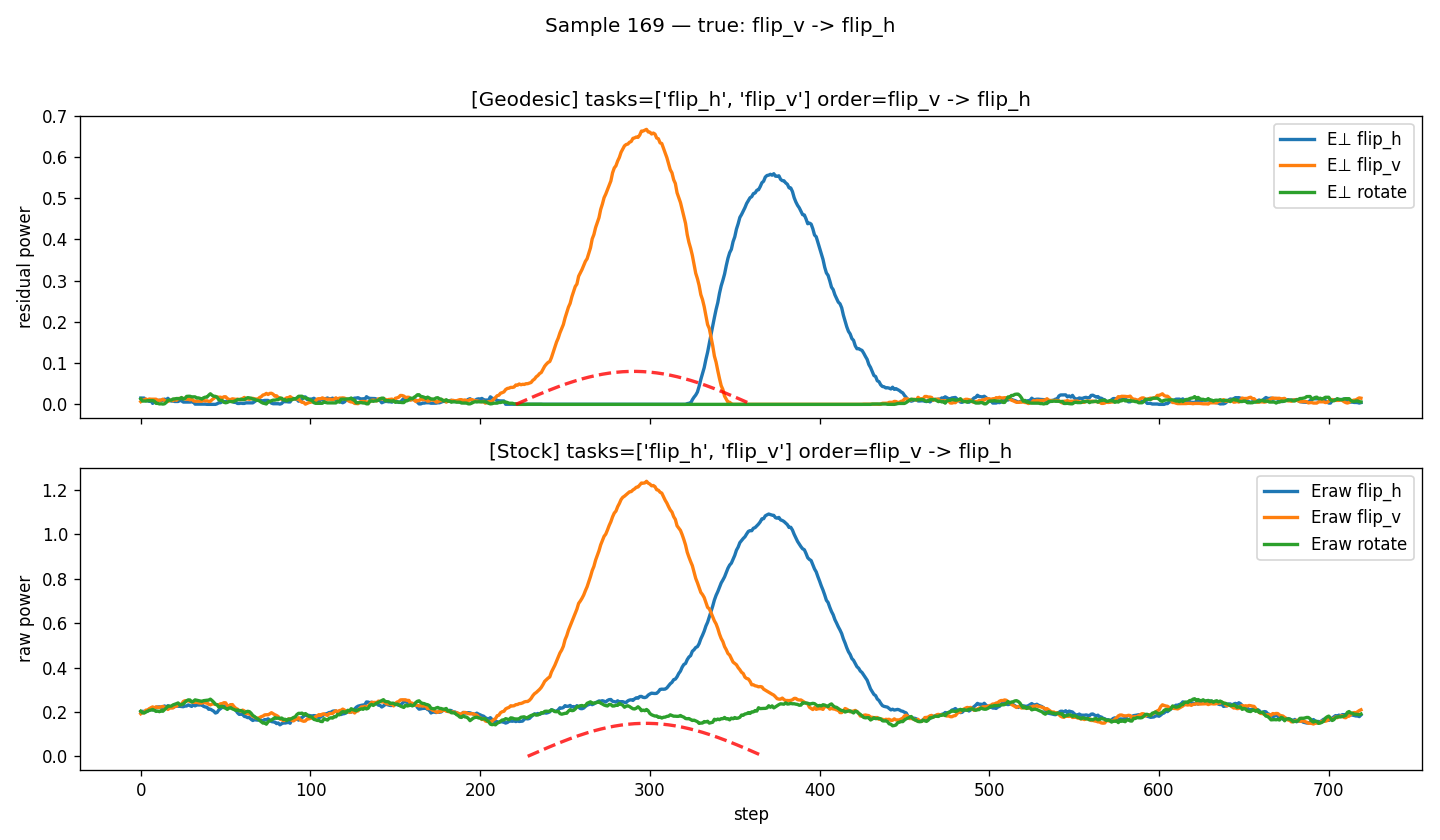 Sample 169 — true: flip_v -> flip_h
[Geodesic] tasks=['flip_h', 'flip_v'] order=flip_v -> flip_h
0.7
0.6
0.5
0.4
0.3
0.2
0.1
0.0
residual power
E⊥ flip_h
E⊥ flip_v
E⊥ rotate
[Stock] tasks=['flip_h', 'flip_v'] order=flip_v -> flip_h
1.2
1.0
0.8
0.6
0.4
0.2
0.0
raw power
Eraw flip_h
Eraw flip_v
Eraw rotate
0 100 200 300 400 500 600 700
step